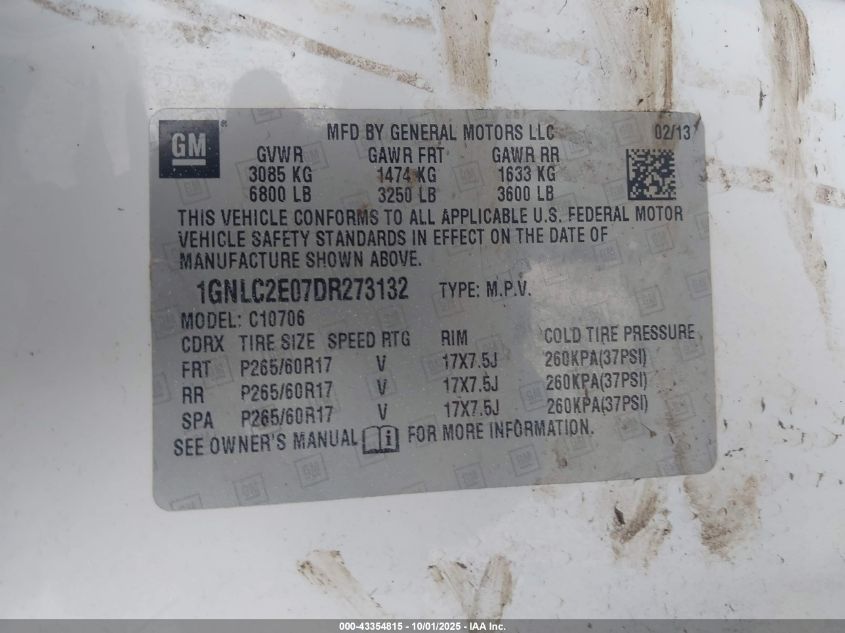 GM® MFD BY GENERAL MOTORS LLC 02/13
GVWR GAWR FRT GAWR RR
3085 KG 1474 KG 1633 KG
6800 LB 3250 LB 3600 LB
THIS VEHICLE CONFORMS TO ALL APPLICABLE U.S. FEDERAL MOTOR
VEHICLE SAFETY STANDARDS IN EFFECT ON THE DATE OF
MANUFACTURE SHOWN ABOVE.
1GNLC2E07DR273132 TYPE: M.P.V.
MODEL: C10706
CDRX TIRE SIZE SPEED RTG RIM COLD TIRE PRESSURE
FRT P265/60R17 V 17X7.5J 260KPA(37PSI)
RR P265/60R17 V 17X7.5J 260KPA(37PSI)
SPA P265/60R17 V 17X7.5J 260KPA(37PSI)
SEE OWNER'S MANUAL i FOR MORE INFORMATION.
000-43354815 - 10/01/2025 - IAA Inc.